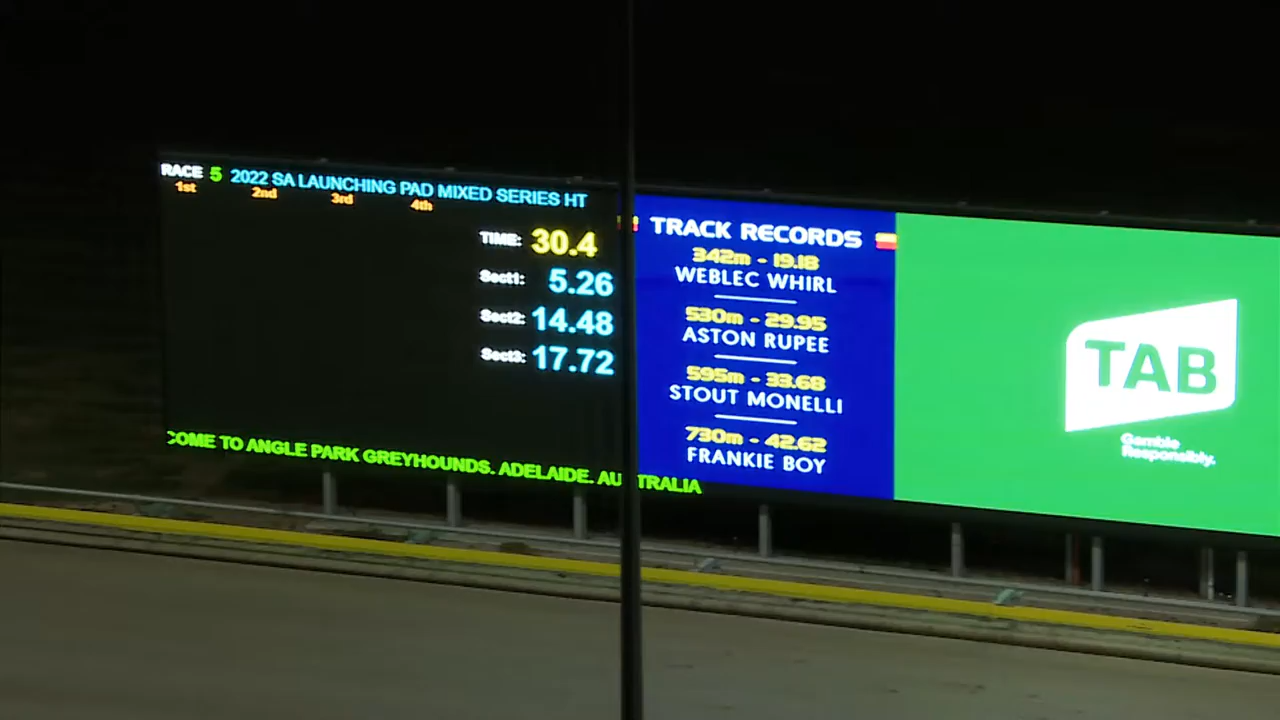 RACE 5 2022 SA LAUNCHING PAD MIXED SERIES HT
1st 2nd 3rd 4th
TIME: 30.4
Sect1: 5.26
Sect2: 14.48
Sect3: 17.72
COME TO ANGLE PARK GREYHOUNDS. ADELAIDE. AU TRALIA
TRACK RECORDS
342m - 19.18
WEBLEC WHIRL
530m - 29.95
ASTON RUPEE
595m - 33.68
STOUT MONELLI
730m - 42.62
FRANKIE BOY
TAB
Gamble
Responsibly.